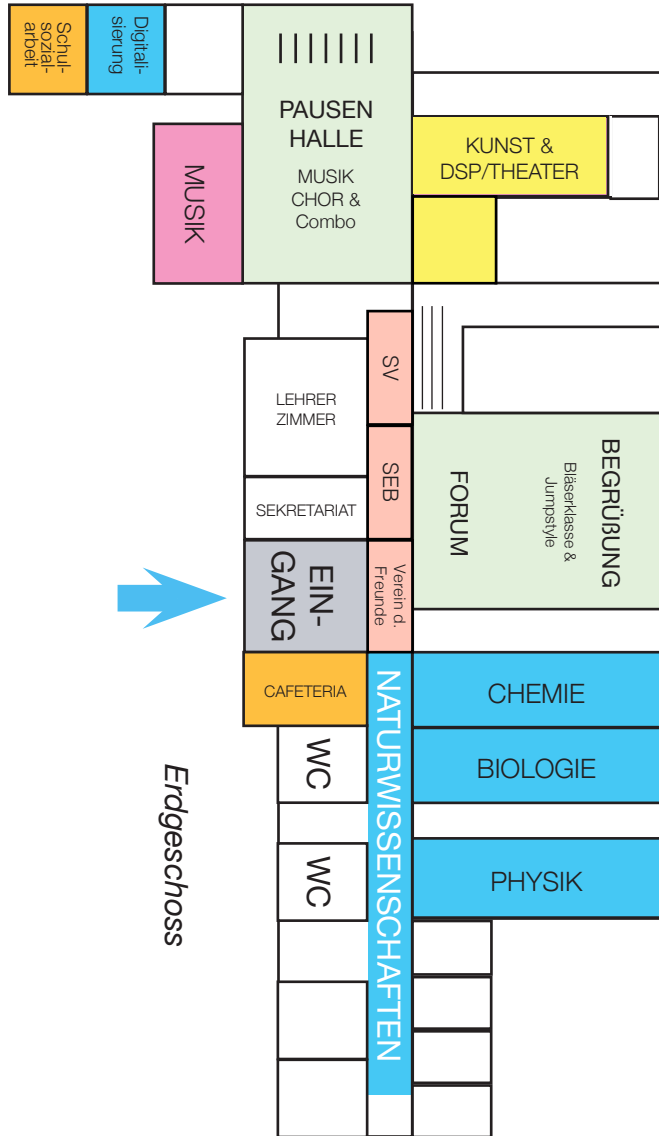 Schul-
sozial-
arbeit
Digitali-
sierung
PAUSEN
HALLE
MUSIK
CHOR &
Combo
MUSIK
KUNST &
DSP/THEATER
SV
LEHRER
ZIMMER
SEB
SEKRETARIAT
BEGRÜßUNG
Bläserklasse &
Jumpstyle
FORUM
EIN-
GANG
Verein d.
Freunde
CAFETERIA
NATURWISSENSCHAFTEN
CHEMIE
WC
BIOLOGIE
WC
PHYSIK
Erdgeschoss